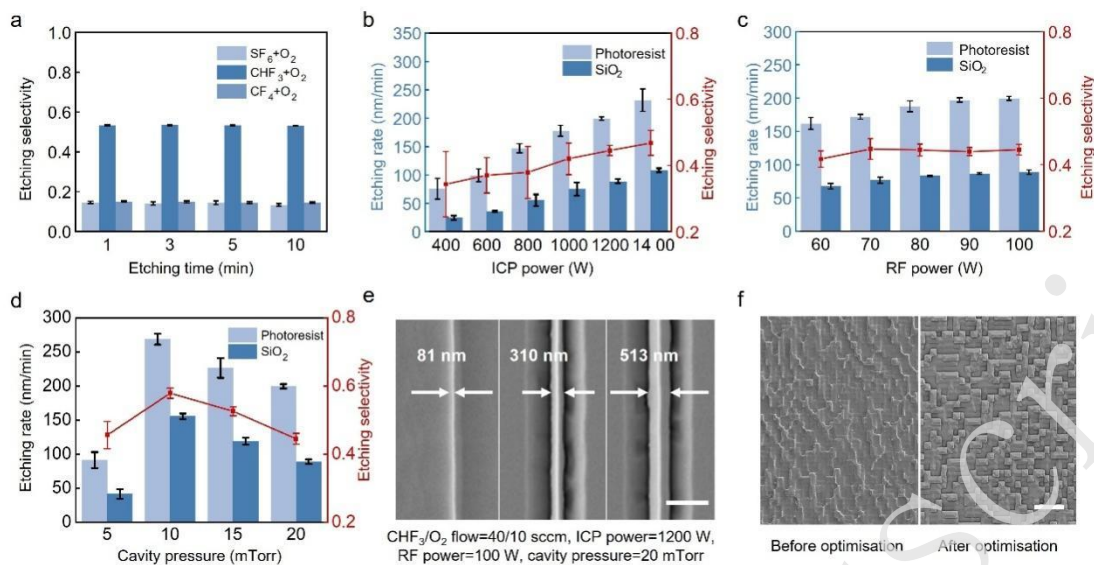 a
Etching selectivity
1.0
0.8
0.6
0.4
0.2
0.0
SF6+O2
CHF3+O2
CF4+O2
1 3 5 10
Etching time (min)
b
Etching rate (nm/min)
350
300
250
200
150
100
50
0
Photoresist
SiO2
0.8
0.6
0.4
0.2
Etching selectivity
400 600 800 1000 1200 14 00
ICP power (W)
c
Etching rate (nm/min)
300
250
200
150
100
50
0
Photoresist
SiO2
0.8
0.6
0.4
0.2
Etching selectivity
60 70 80 90 100
RF power (W)
d
Etching rate (nm/min)
300
250
200
150
100
50
0
Photoresist
SiO2
0.8
0.6
0.4
0.2
Etching selectivity
5 10 15 20
Cavity pressure (mTorr)
e
81 nm 310 nm 513 nm
CHF3/O2 flow=40/10 sccm, ICP power=1200 W,
RF power=100 W, cavity pressure=20 mTorr
f
Before optimisation After optimisation